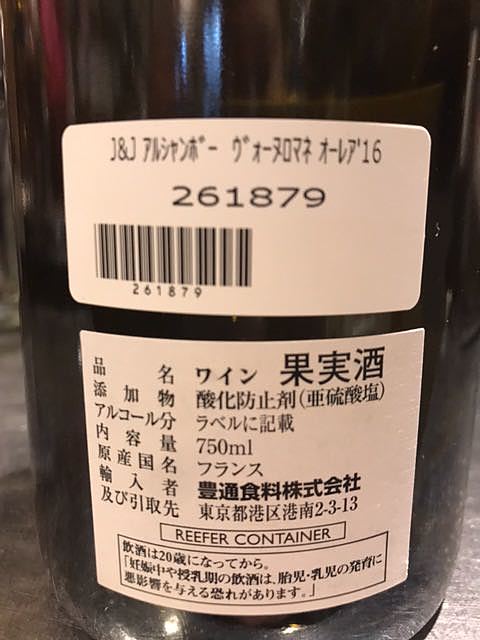 J&J ｱﾙｼｬﾝﾎﾞｰ ｳﾞｫｰﾇﾛﾏﾈ ｵｰﾚｱ'16
261879
261879
品名 ワイン 果実酒
添加物 酸化防止剤(亜硫酸塩)
アルコール分 ラベルに記載
内容量 750ml
原産国名 フランス
輸入者 豊通食料株式会社
及び引取先 東京都港区港南2-3-13
REEFER CONTAINER
飲酒は20歳になってから。
「妊娠中や授乳期の飲酒は、胎児・乳児の発育に
悪影響を与える恐れがあります。」